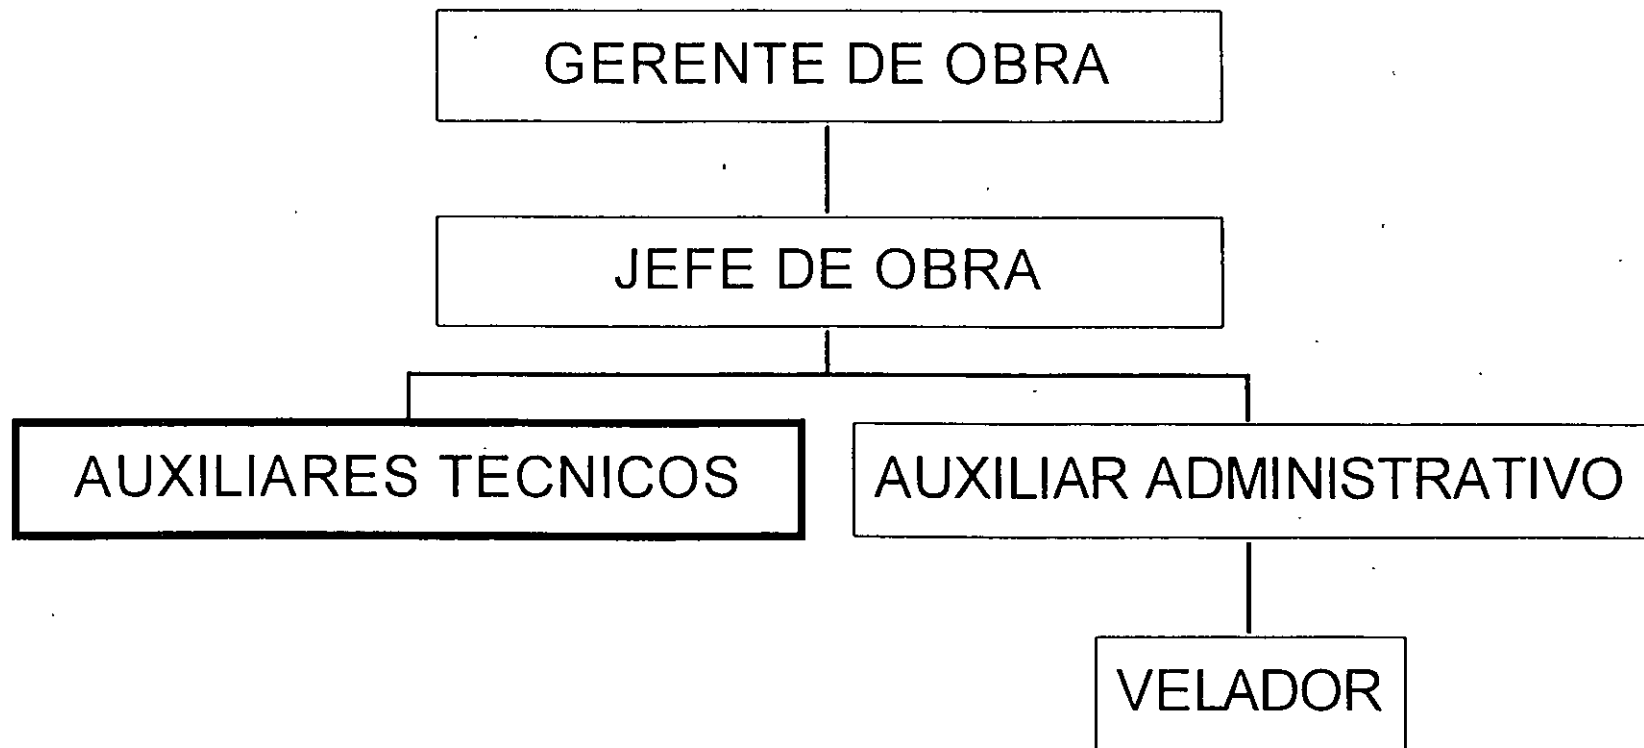 GERENTE DE OBRA
JEFE DE OBRA
AUXILIARES TECNICOS
AUXILIAR ADMINISTRATIVO
VELADOR